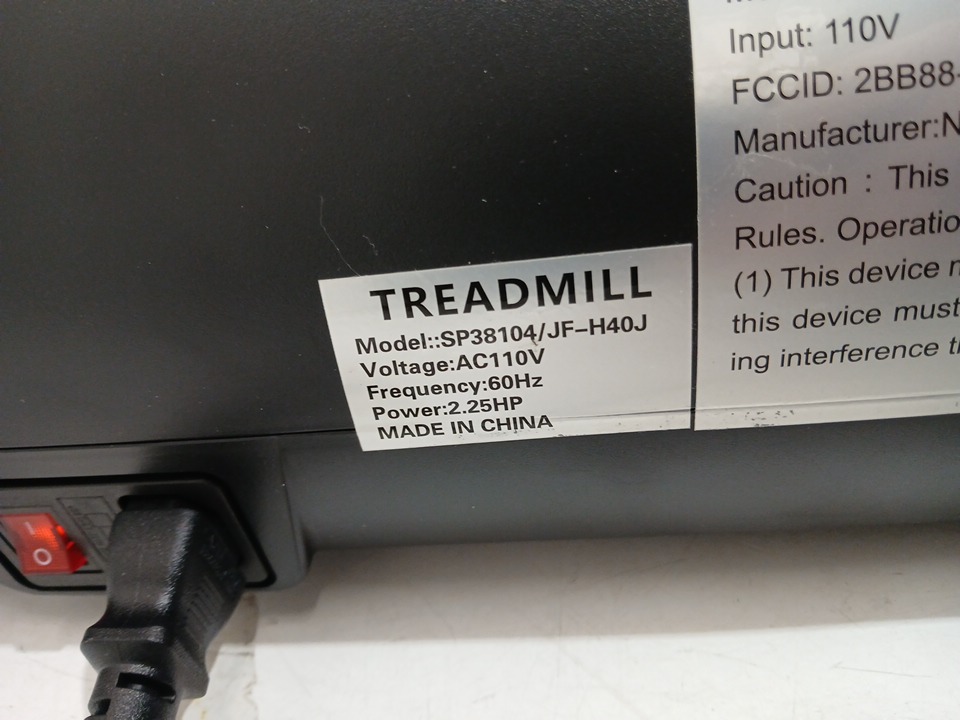 Input: 110V
FCCID: 2BB88-
Manufacturer:N
Caution : This
Rules. Operatio
(1) This device
this device must
ing interference
TREADMILL
Model::SP38104/JF-H40J
Voltage:AC110V
Frequency:60Hz
Power:2.25HP
MADE IN CHINA